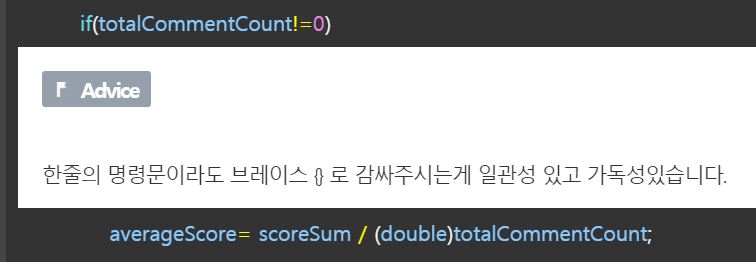 if(totalCommentCount!=0)
Advice
한줄의 명령문이라도 브레이스 {} 로 감싸주시는게 일관성 있고 가독성있습니다.
averageScore= scoreSum / (double)totalCommentCount;